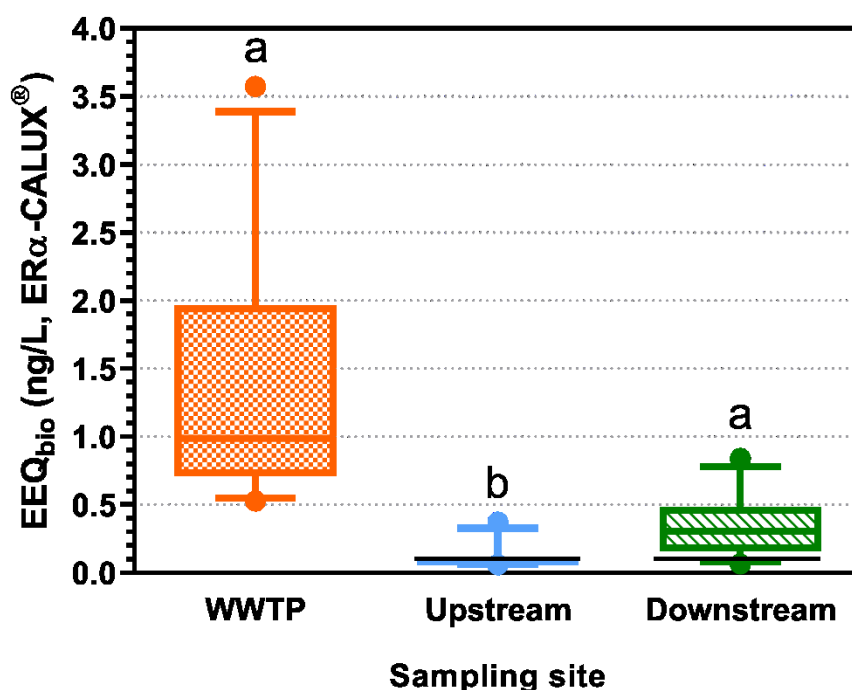 EEQbio (ng/L, ERα-CALUX®)
4.0
3.5
3.0
2.5
2.0
1.5
1.0
0.5
0.0
a
b
a
WWTP Upstream Downstream
Sampling site